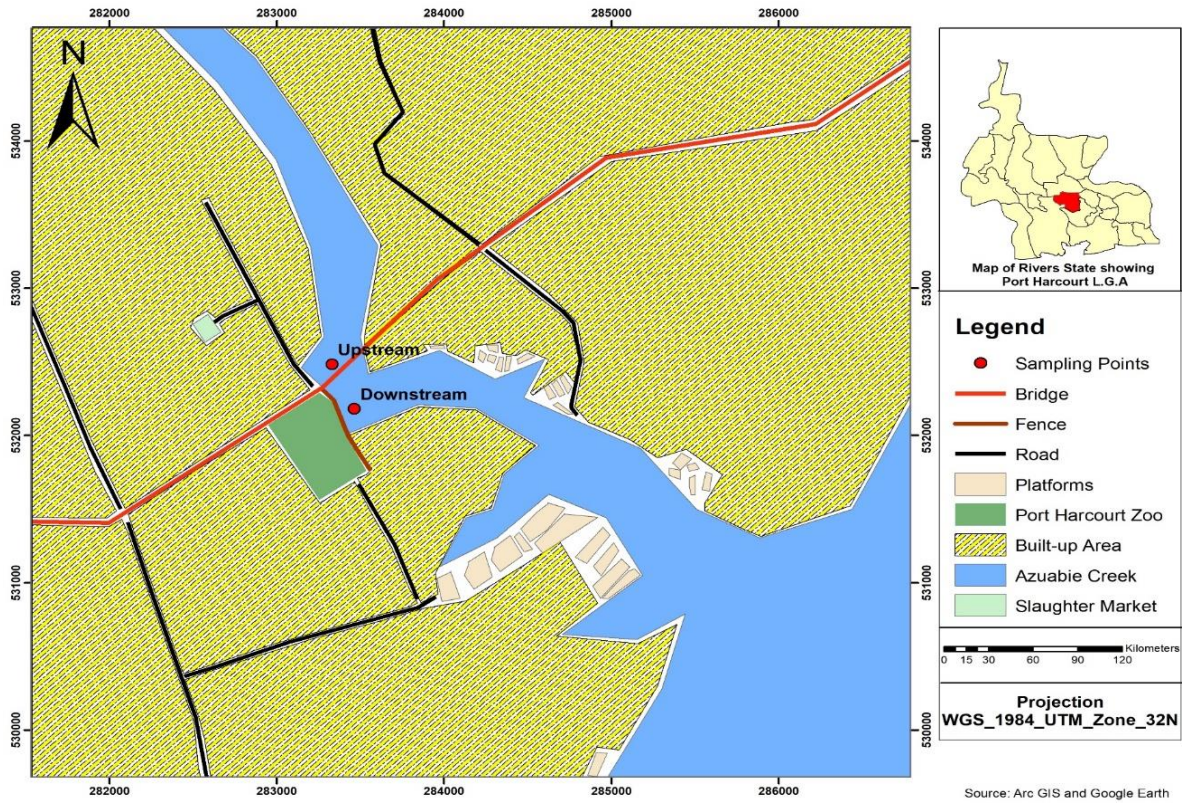 282000 283000 284000 285000 286000
N
534000 534000
533000 533000
Upstream
Downstream
532000 532000
531000 531000
530000 530000
282000 283000 284000 285000 286000
Map of Rivers State showing
Port Harcourt L.G.A
Legend
Sampling Points
Bridge
Fence
Road
Platforms
Port Harcourt Zoo
Built-up Area
Azuabie Creek
Slaughter Market
Kilometers
0 15 30 60 90 120
Projection
WGS_1984_UTM_Zone_32N
Source: Arc GIS and Google Earth